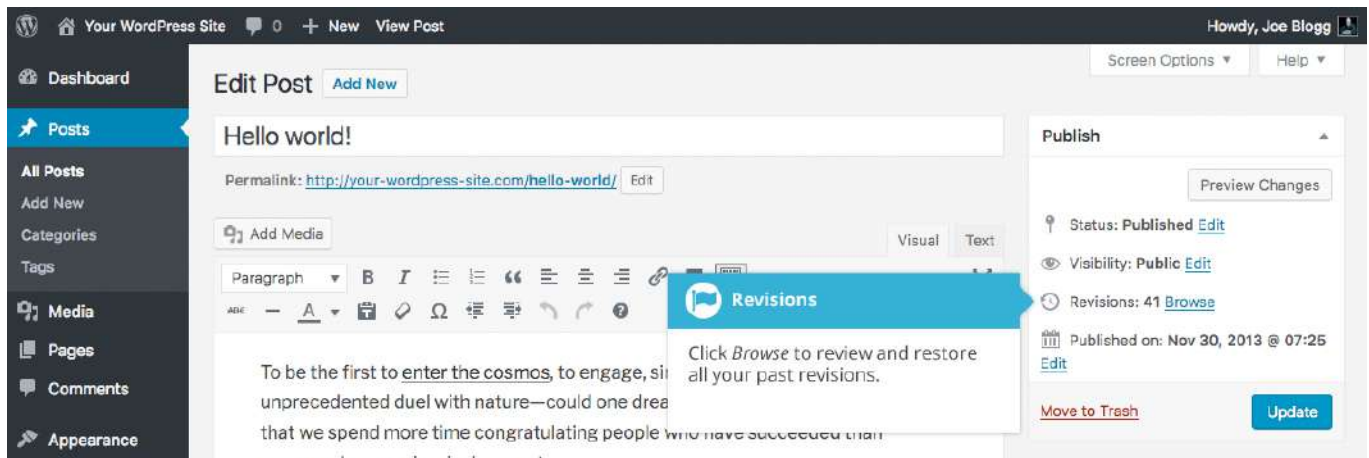 Your WordPress Site 0 + New View Post Howdy, Joe Blogg
Screen Options Help
Dashboard
Posts
All Posts
Add New
Categories
Tags
Media
Pages
Comments
Appearance
Edit Post Add New
Hello world!
Permalink: http://your-wordpress-site.com/hello-world/ Edit
Add Media
Visual Text
Paragraph B I
ABC A Ω
To be the first to enter the cosmos, to engage,
unprecedented duel with nature—could one
that we spend more time congratulating people who have succeeded than
Revisions
Click Browse to review and restore
all your past revisions.
Publish
Preview Changes
Status: Published Edit
Visibility: Public Edit
Revisions: 41 Browse
Published on: Nov 30, 2013 @ 07:25
Edit
Move to Trash Update